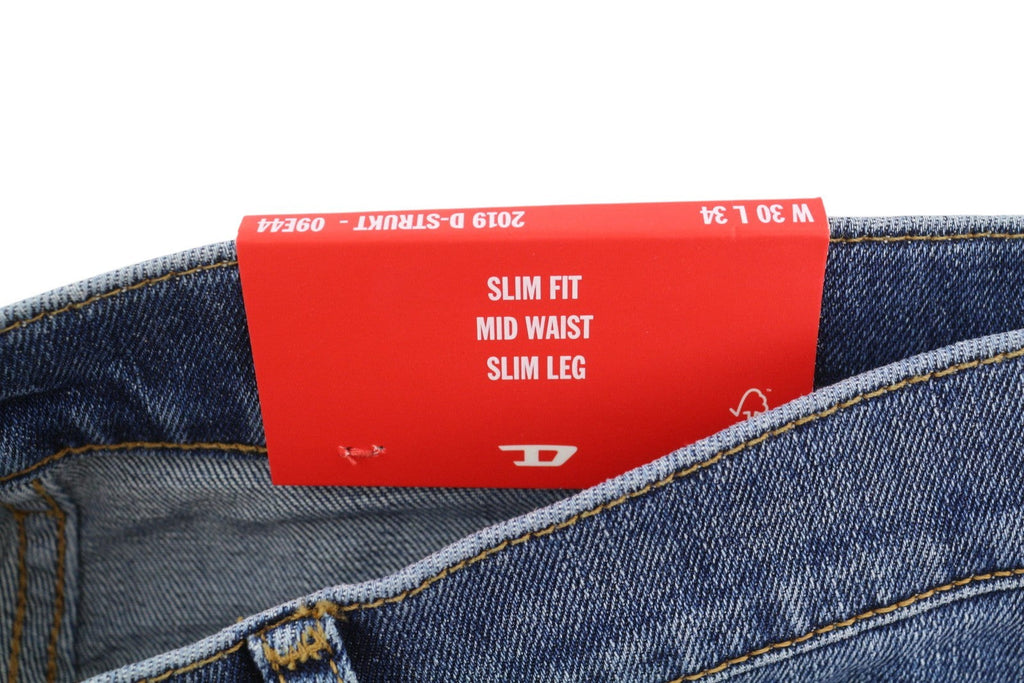 2019 D-STRUKT - 09E44 W 30 L 34
SLIM FIT
MID WAIST
SLIM LEG